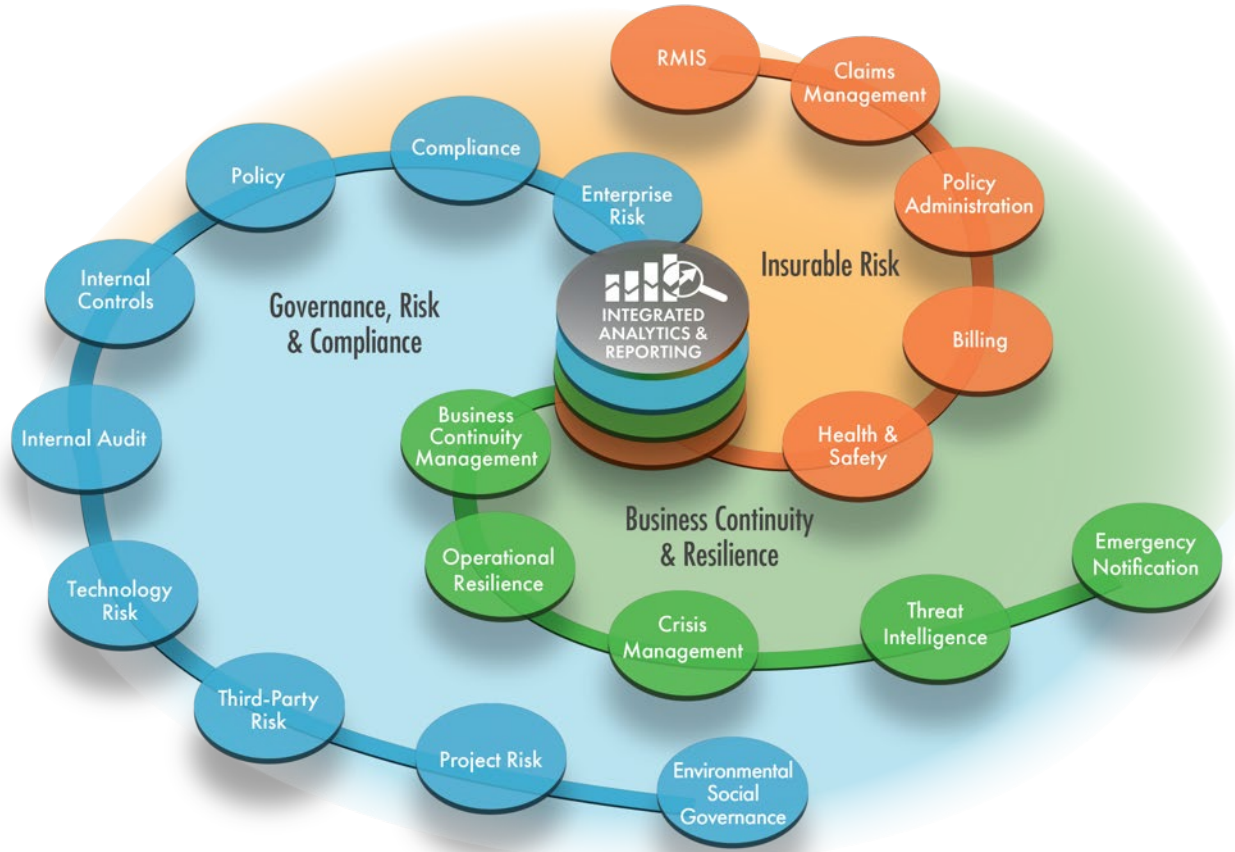 RMIS
Claims
Management
Compliance
Policy
Enterprise
Risk
Policy
Administration
Internal
Controls
Governance, Risk
& Compliance
INTEGRATED
ANALYTICS &
REPORTING
Insurable Risk
Billing
Internal Audit
Business
Continuity
Management
Health &
Safety
Business Continuity
& Resilience
Operational
Resilience
Emergency
Notification
Technology
Risk
Crisis
Management
Threat
Intelligence
Third-Party
Risk
Project Risk
Environmental
Social
Governance